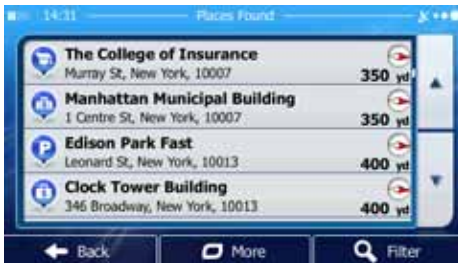 14:31 Places Found
The College of Insurance
Murray St, New York, 10007
350 yd
Manhattan Municipal Building
1 Centre St, New York, 10007
350 yd
Edison Park Fast
Leonard St, New York, 10013
400 yd
Clock Tower Building
346 Broadway, New York, 10013
400 yd
Back More Filter